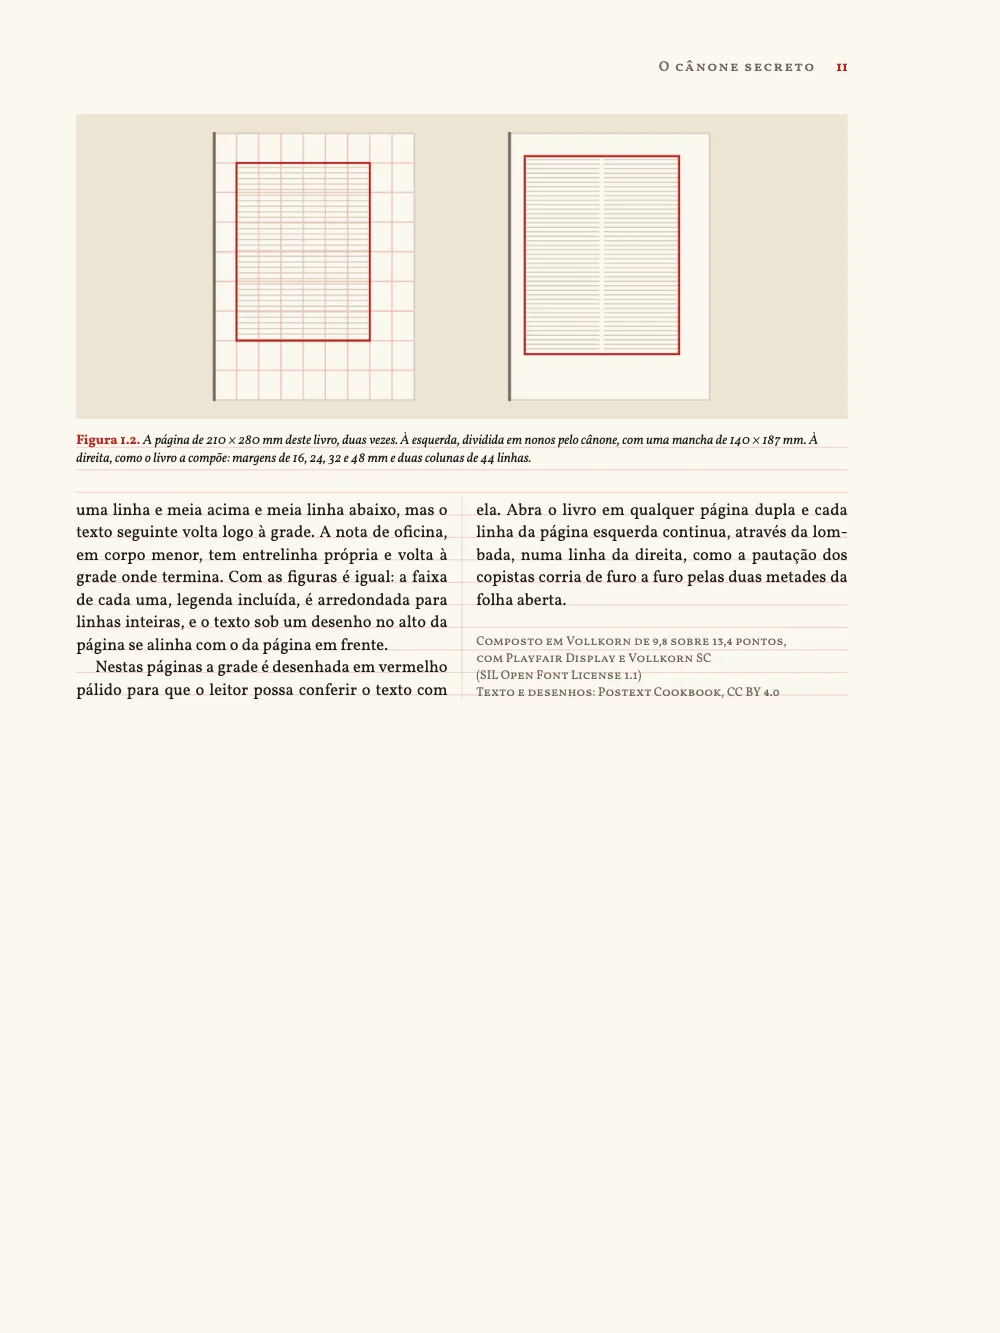 O cânone secreto 11
Figura 1.2. A página de 210 × 280 mm deste livro, duas vezes. À esquerda, dividida em nonos pelo cânone, com uma mancha de 140 × 187 mm. À
direita, como o livro a compõe: margens de 16, 24, 32 e 48 mm e duas colunas de 44 linhas.
uma linha e meia acima e meia linha abaixo, mas o
texto seguinte volta logo à grade. A nota de oficina,
em corpo menor, tem entrelinha própria e volta à
grade onde termina. Com as figuras é igual: a faixa
de cada uma, legenda incluída, é arredondada para
linhas inteiras, e o texto sob um desenho no alto da
página se alinha com o da página em frente.
Nestas páginas a grade é desenhada em vermelho
pálido para que o leitor possa conferir o texto com
ela. Abra o livro em qualquer página dupla e cada
linha da página esquerda continua, através da lom-
bada, numa linha da direita, como a pautação dos
copistas corria de furo a furo pelas duas metades da
folha aberta.
Composto em Vollkorn de 9,8 sobre 13,4 pontos,
com Playfair Display e Vollkorn SC
(SIL Open Font License 1.1)
Texto e desenhos: Postext Cookbook, CC BY 4.0